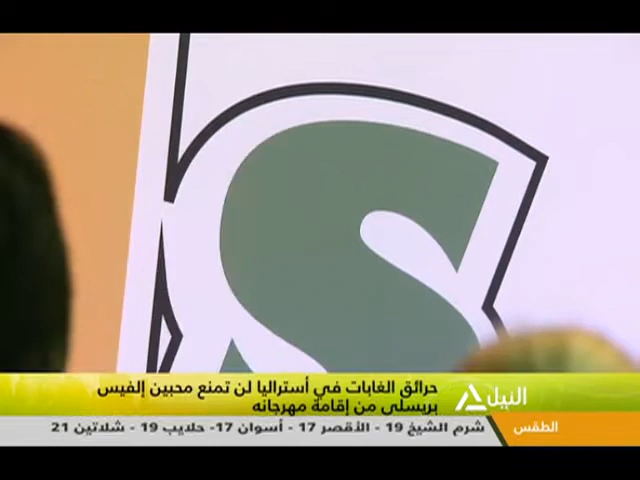 S
حرائق الغابات في أستراليا لن تمنع محبين إلفيس
بريسلي من إقامة مهرجانه
النيل
الطقس
شرم الشيخ 19 - الأقصر 17 - أسوان 17- حلايب 19 - شلاتين 21